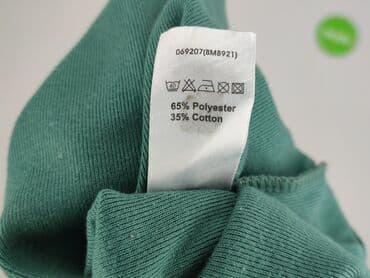 069207(BM8921)
65% Polyester
35% Cotton